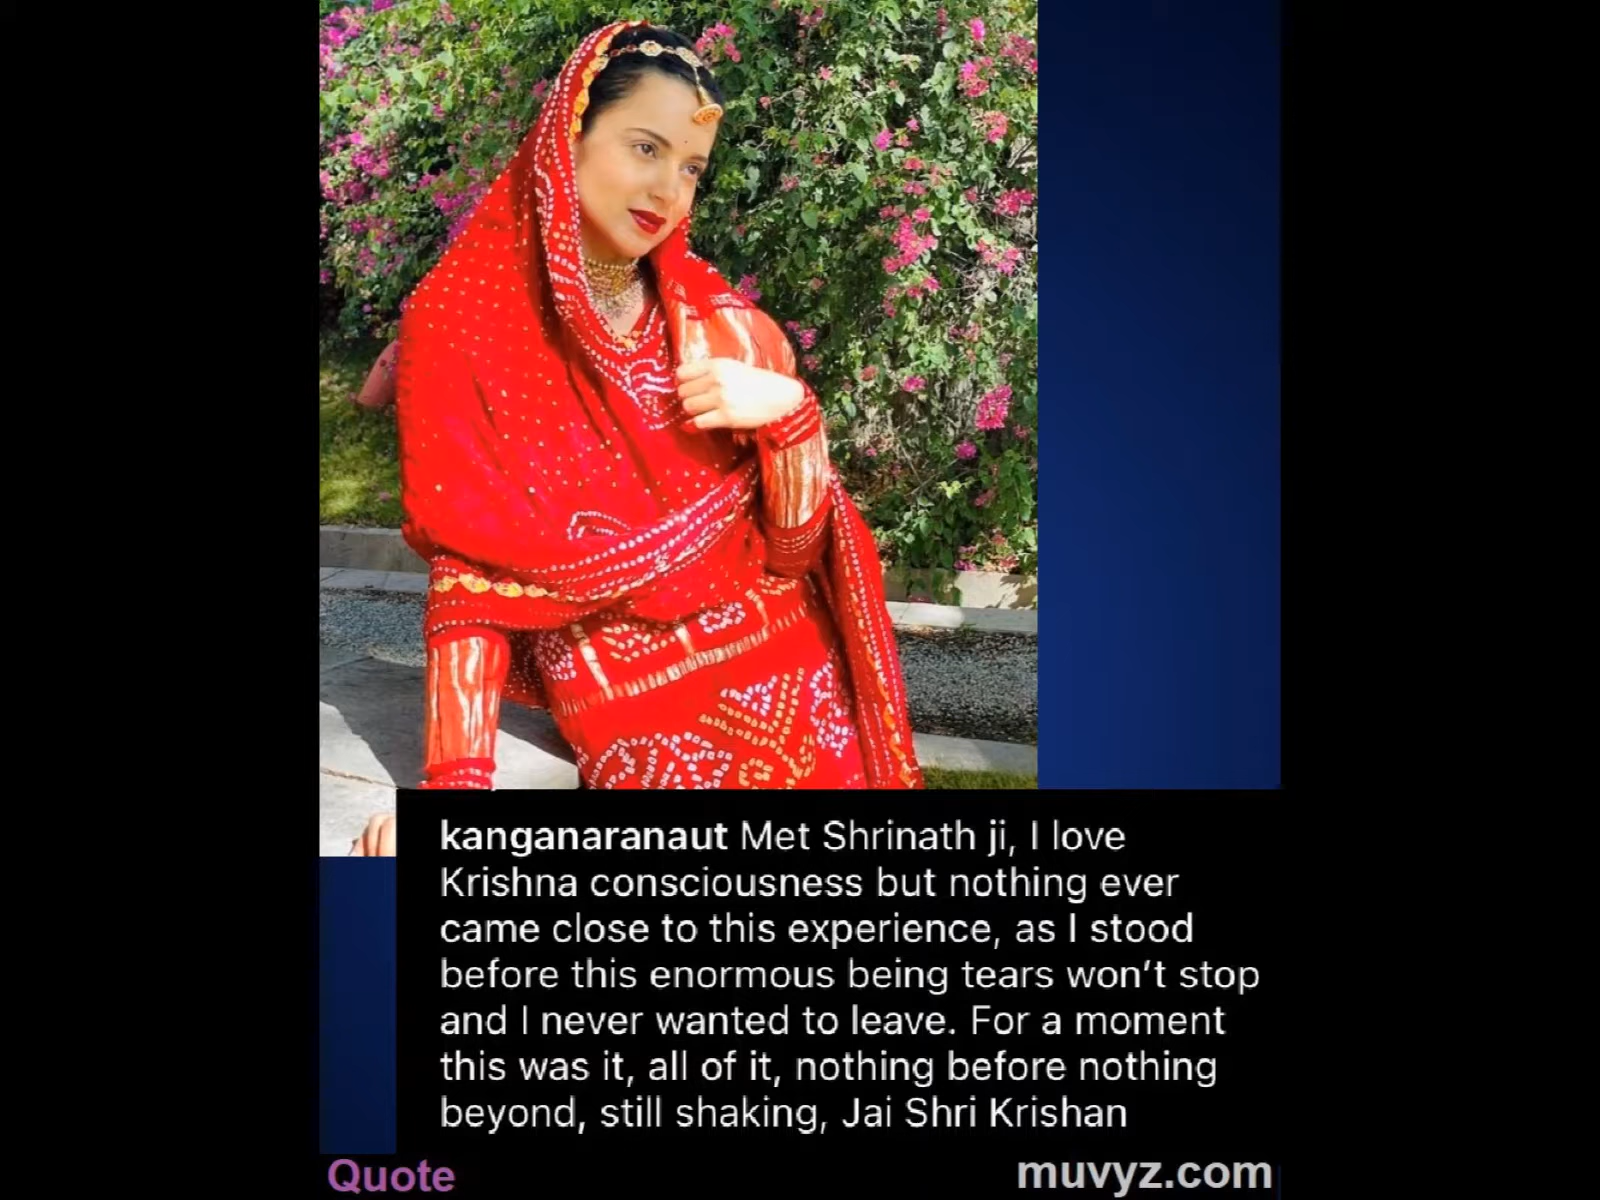 kanganaranaut Met Shrinath ji, I love
Krishna consciousness but nothing ever
came close to this experience, as I stood
before this enormous being tears won't stop
and I never wanted to leave. For a moment
this was it, all of it, nothing before nothing
beyond, still shaking, Jai Shri Krishan
Quote
muvyz.com